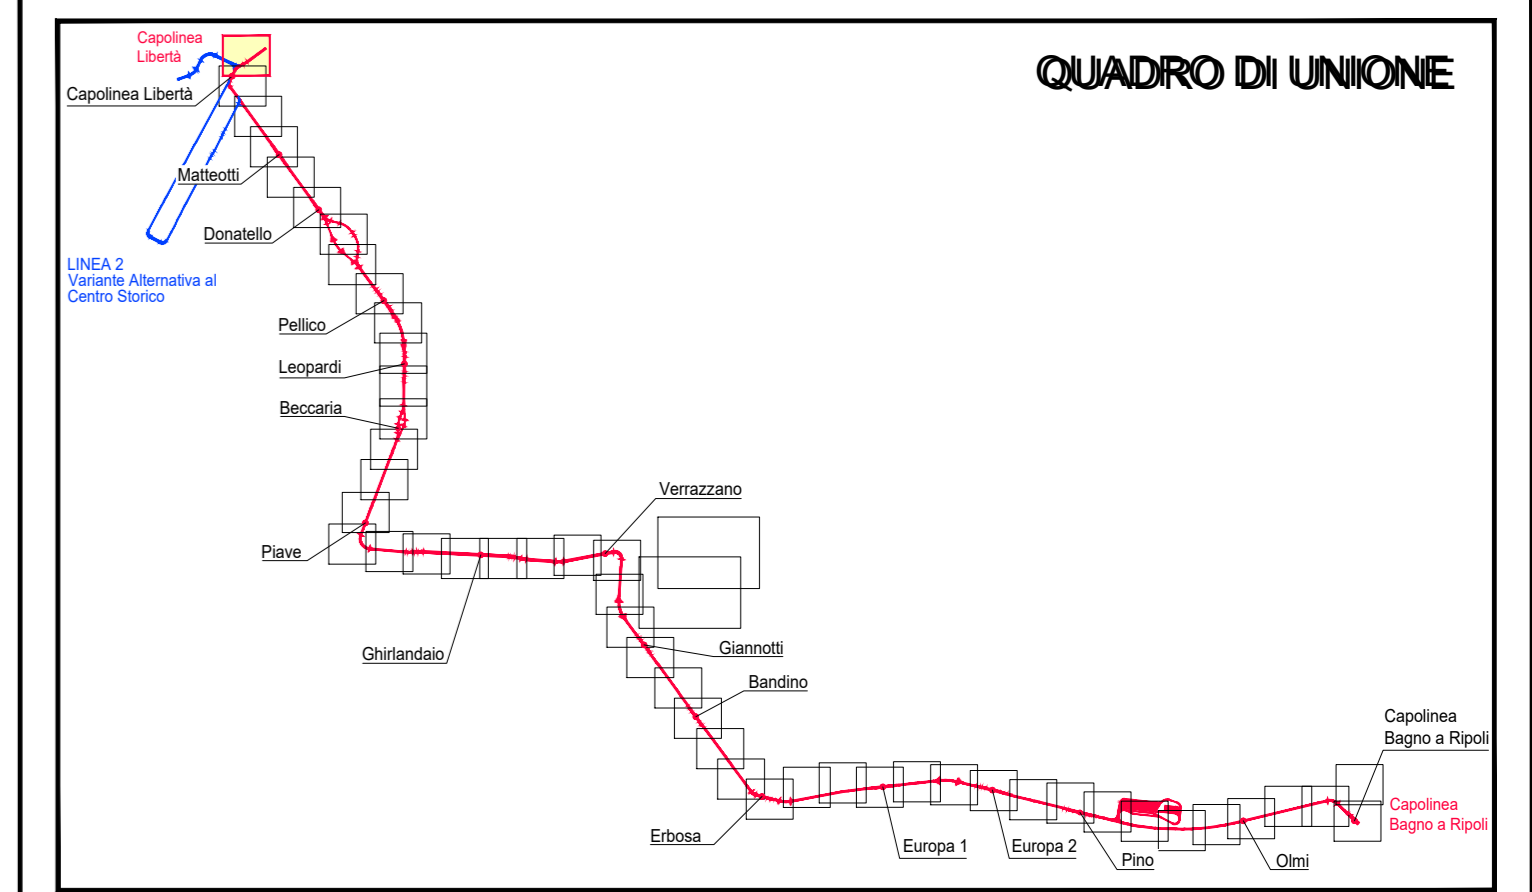 QUADRO DI UNIONE
Capolinea
Libertà
Capolinea Libertà
Matteotti
Donatello
LINEA 2
Variante Alternativa al
Centro Storico
Pellico
Leopardi
Beccaria
Verrazzano
Piave
Ghirlandaio
Giannotti
Bandino
Capolinea
Bagno a Ripoli
Capolinea
Bagno a Ripoli
Erbosa
Europa 1
Europa 2
Pino
Olmi